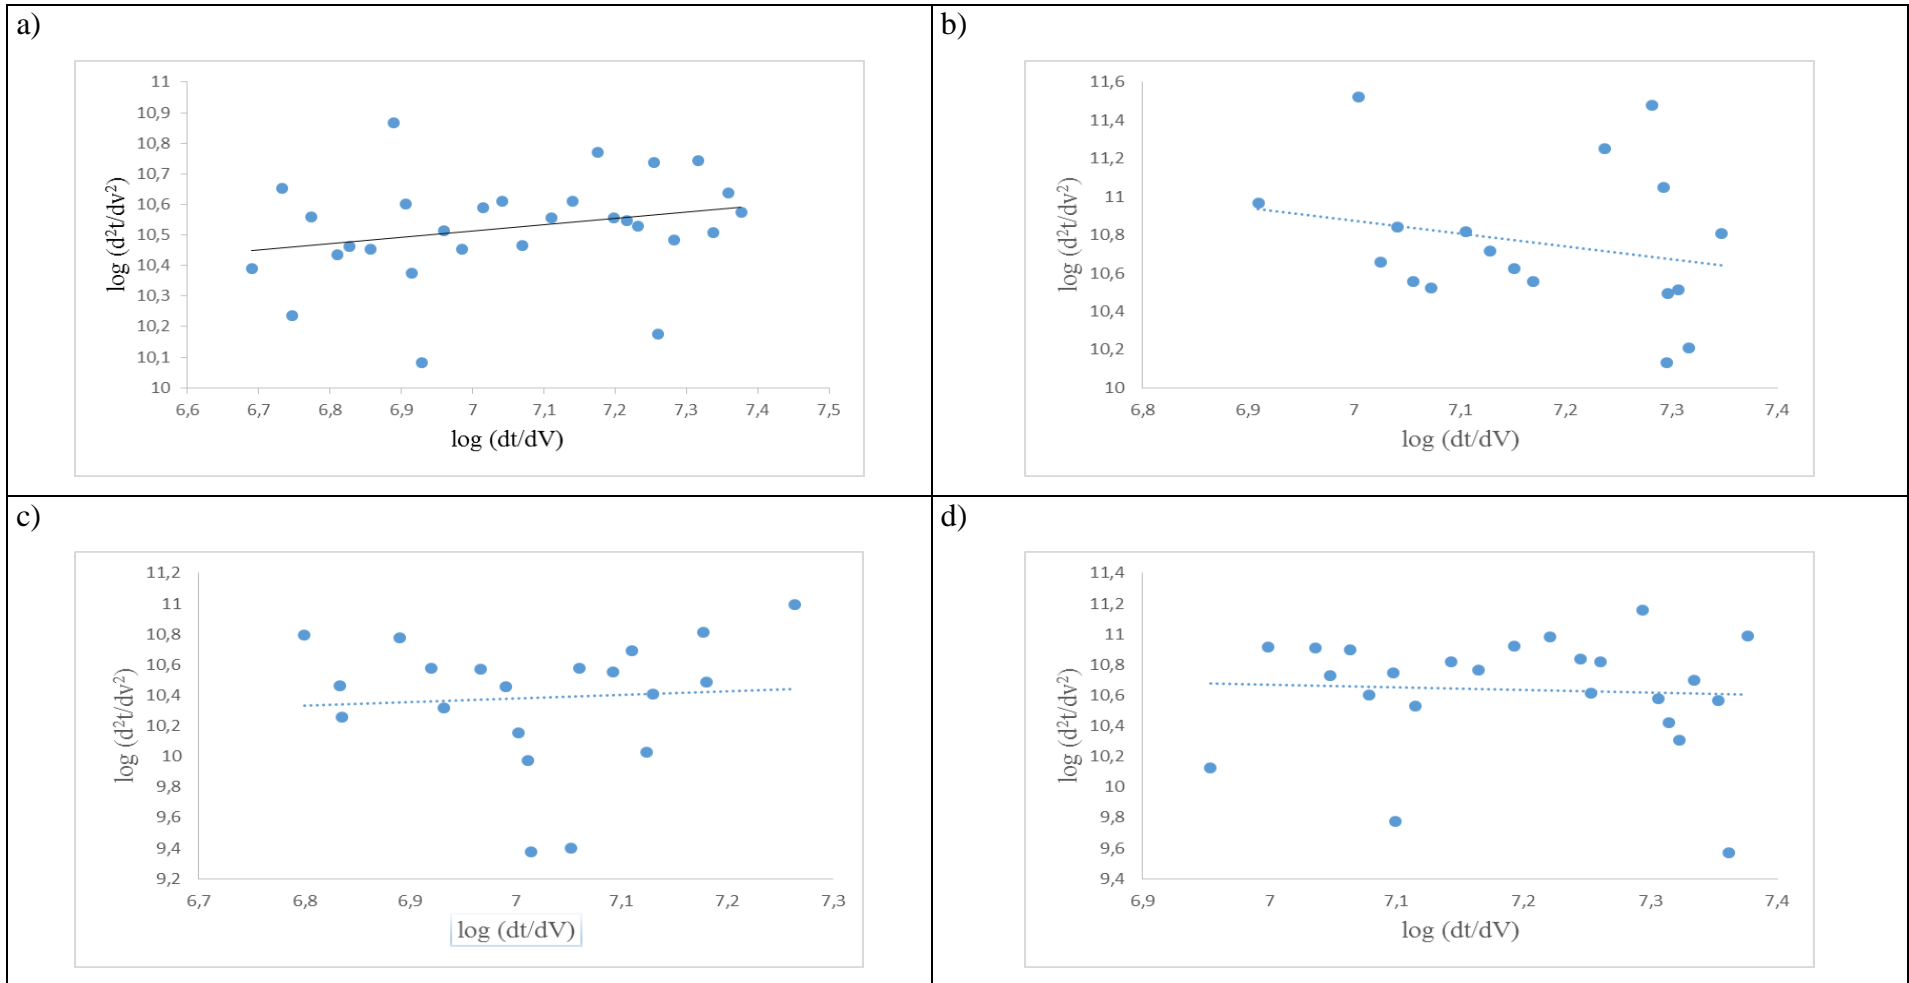 a)
11
10,9
10,8
10,7
10,6
10,5
10,4
10,3
10,2
10,1
10
log (d²t/dv²)
6,6 6,7 6,8 6,9 7 7,1 7,2 7,3 7,4 7,5
log (dt/dV)
b)
11,6
11,4
11,2
11
10,8
10,6
10,4
10,2
10
log (d²t/dv²)
6,8 6,9 7 7,1 7,2 7,3 7,4
log (dt/dV)
c)
11,2
11
10,8
10,6
10,4
10,2
10
9,8
9,6
9,4
9,2
log (d²t/dv²)
6,7 6,8 6,9 7 7,1 7,2 7,3
log (dt/dV)
d)
11,4
11,2
11
10,8
10,6
10,4
10,2
10
9,8
9,6
9,4
log (d²t/dv²)
6,9 7 7,1 7,2 7,3 7,4
log (dt/dV)